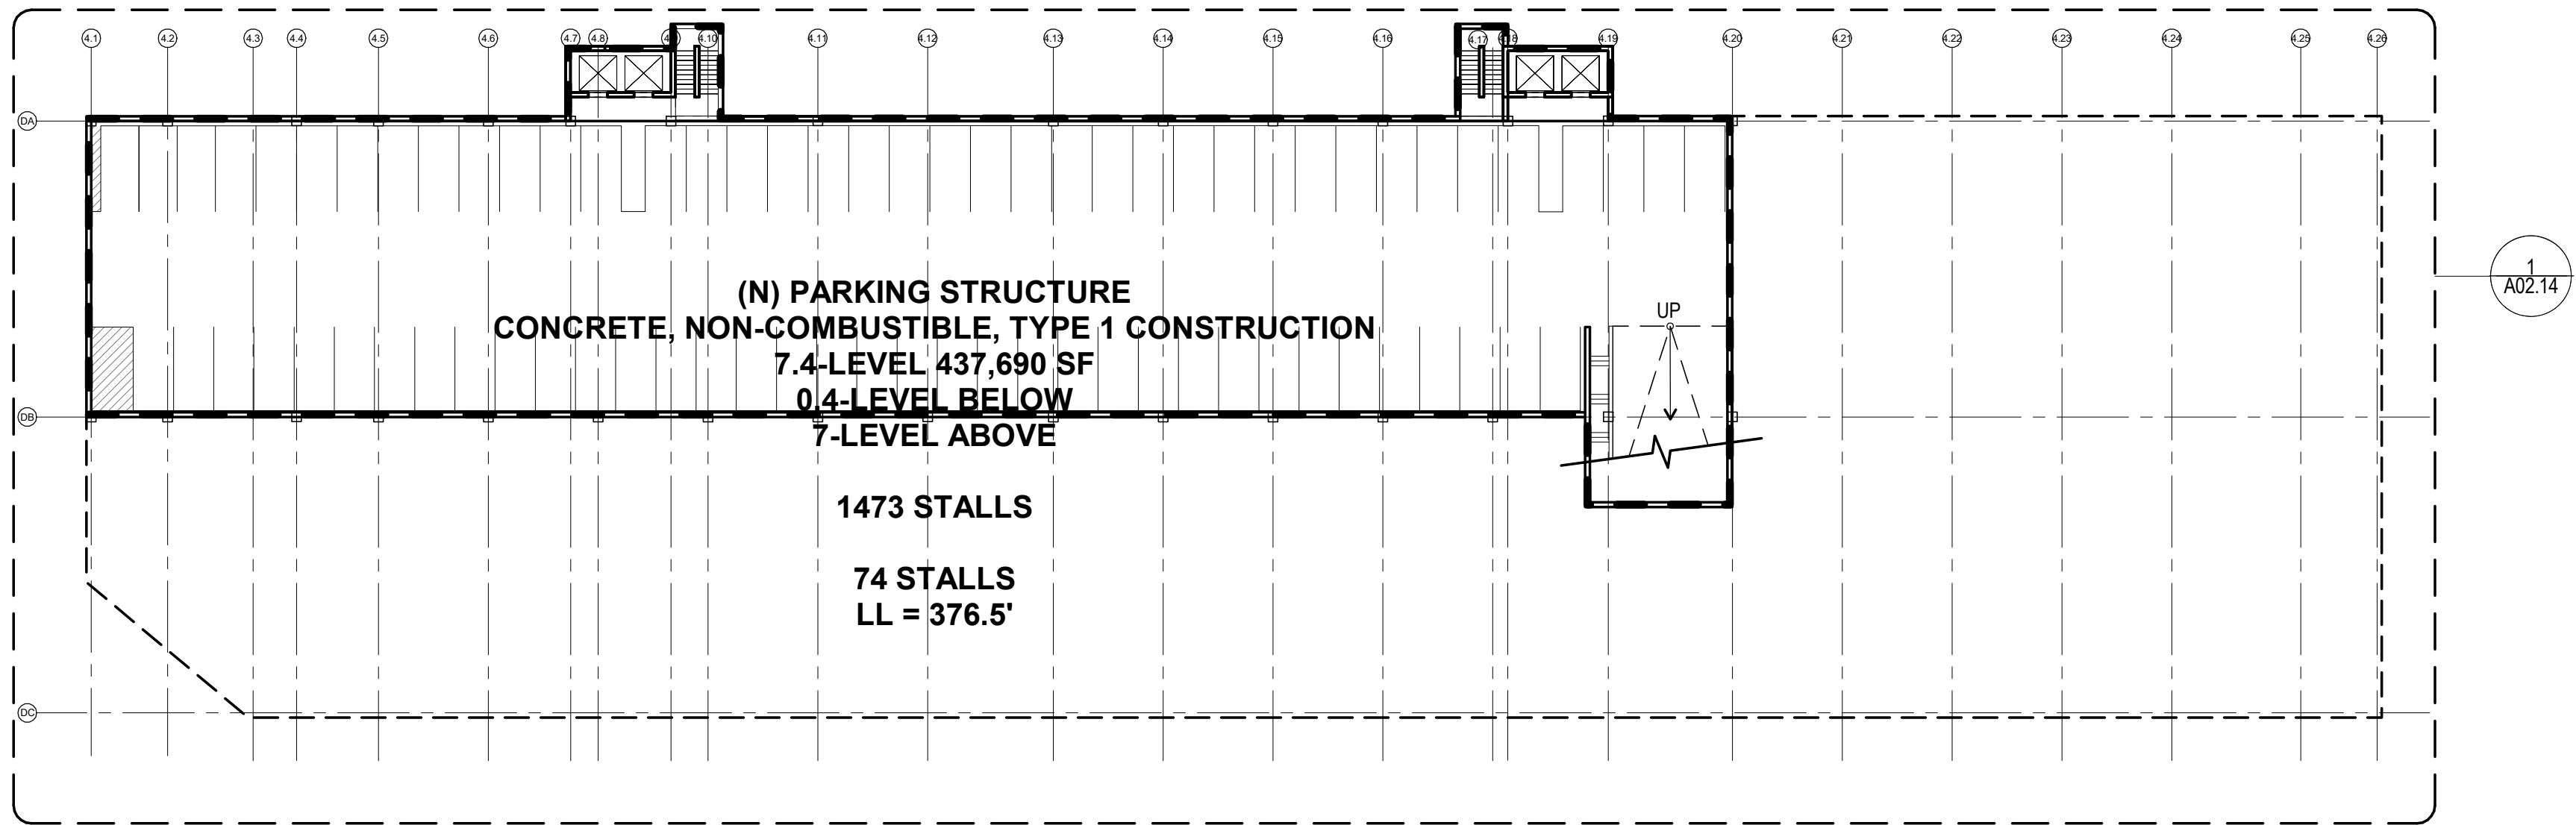 4.1 4.2 4.3 4.4 4.5 4.6 4.7 4.8 4.10 4.11 4.12 4.13 4.14 4.15 4.16 4.17 4.19 4.20 4.21 4.22 4.23 4.24 4.25 4.26
DA
1
A02.14
(N) PARKING STRUCTURE
UP
CONCRETE, NON-COMBUSTIBLE, TYPE 1 CONSTRUCTION
7.4-LEVEL 437,690 SF
0.4-LEVEL BELOW
DB
7-LEVEL ABOVE
1473 STALLS
74 STALLS
LL = 376.5'
DC